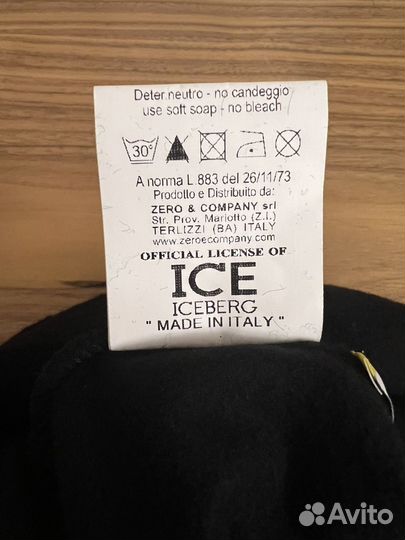 Deter.neutro - no candeggio
use soft soap - no bleach
30°
A norma L 883 del 26/11/73
Prodotto e Distribuito da:
ZERO & COMPANY srl
Str. Prov. Mariotto (Z.I.)
TERLIZZI (BA) ITALY
www.zeroecompany.com
OFFICIAL LICENSE OF
ICE
ICEBERG
" MADE IN ITALY "
Avito